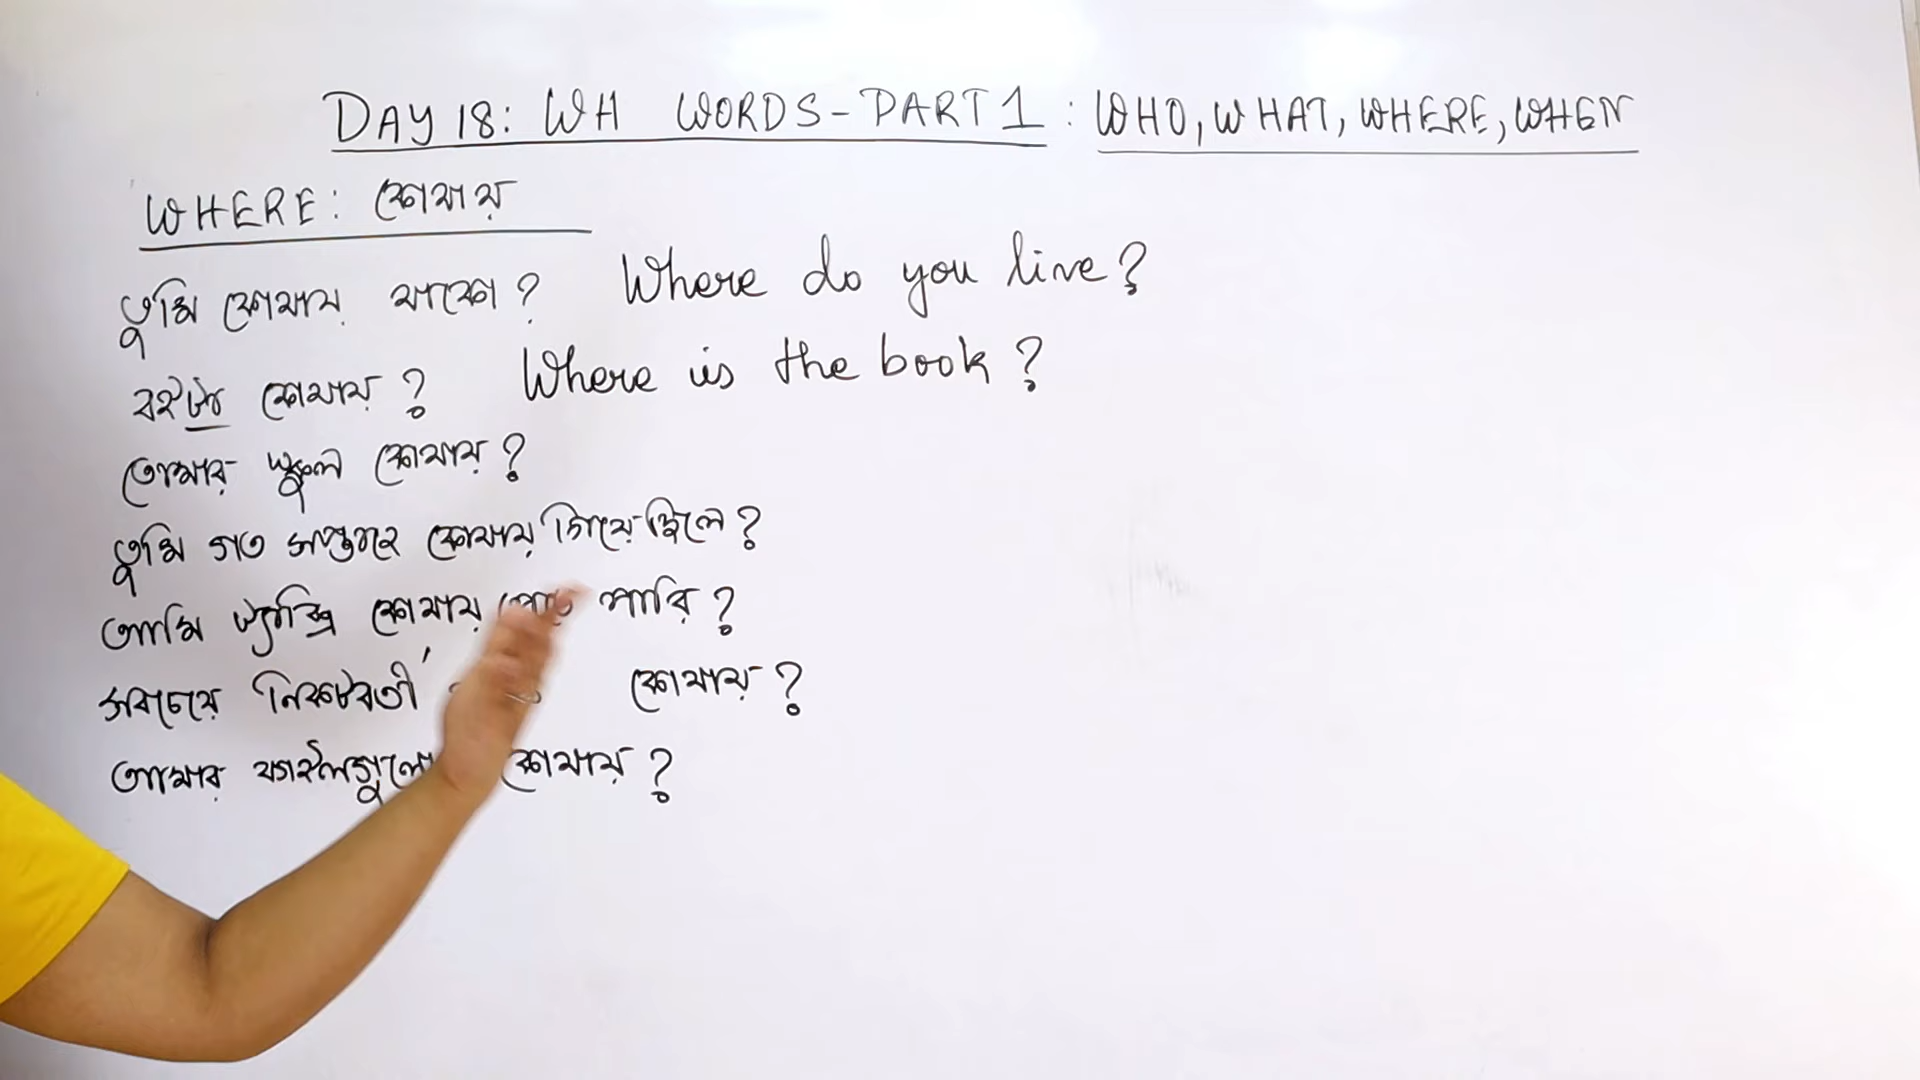 DAY 18: WH WORDS - PART 1 : WHO, WHAT, WHERE, WHEN
WHERE: কোথায়
তুমি কোথায় থাকো? Where do you live?
বইটা কোথায়? Where is the book?
তোমার স্কুল কোথায়?
তুমি গত সপ্তাহে কোথায় গিয়েছিলে?
আমি ট্যাক্সি কোথায় পেতে পারি?
সবচেয়ে নিকটবর্তী কোথায়?
আমার ফাইলগুলো কোথায়?